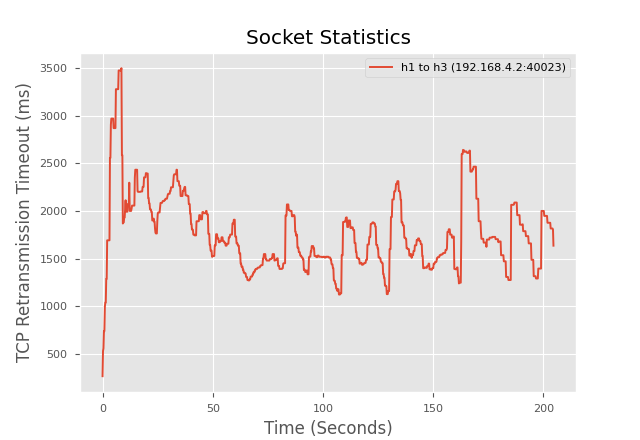 Socket Statistics
h1 to h3 (192.168.4.2:40023)
TCP Retransmission Timeout (ms)
3500
3000
2500
2000
1500
1000
500
0 50 100 150 200
Time (Seconds)